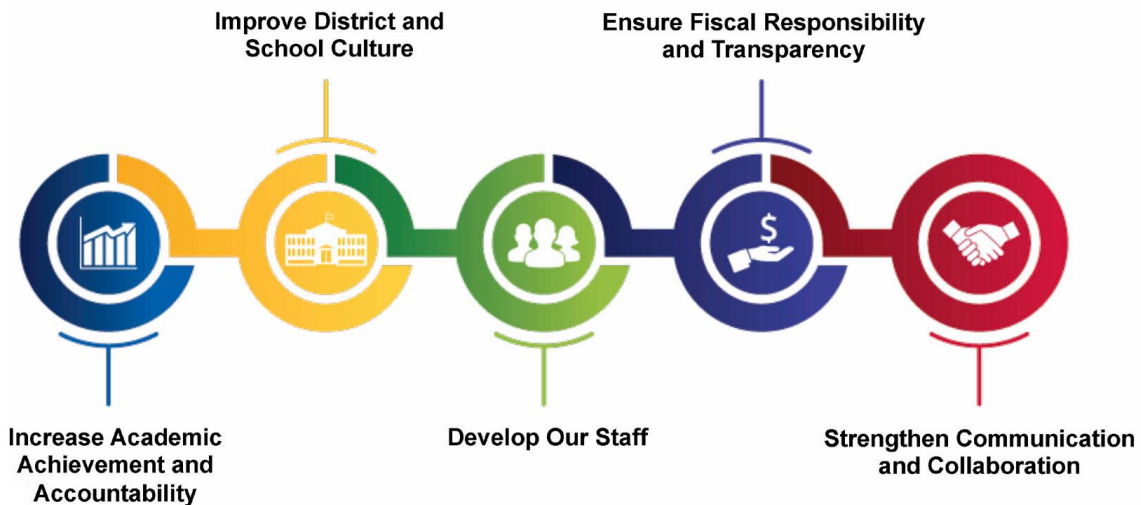 Improve District and
School Culture
Ensure Fiscal Responsibility
and Transparency
$
Increase Academic
Achievement and
Accountability
Develop Our Staff
Strengthen Communication
and Collaboration